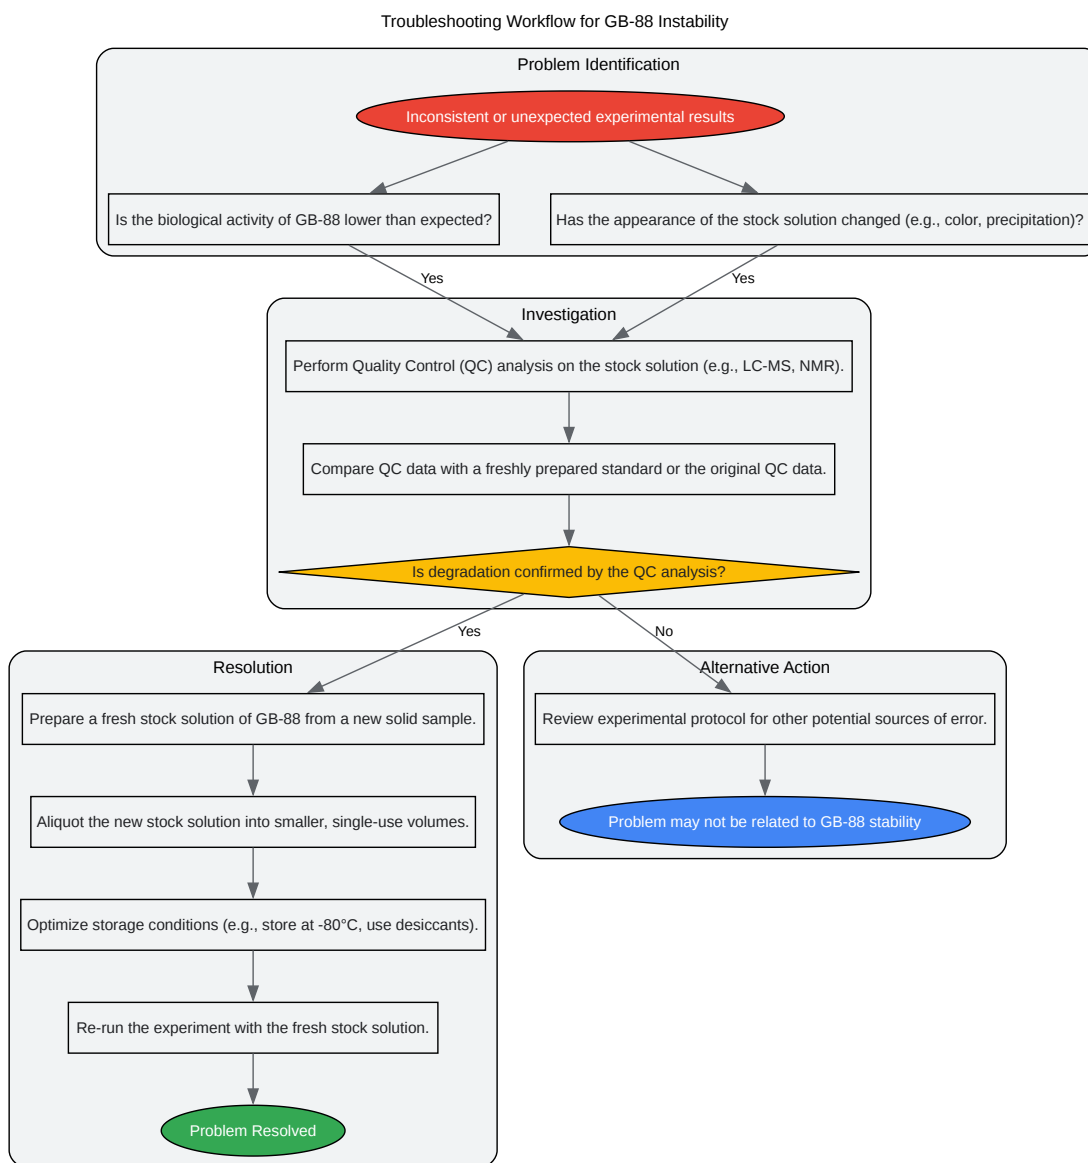 Troubleshooting Workflow for GB-88 Instability
Problem Identification
Inconsistent or unexpected experimental results
Is the biological activity of GB-88 lower than expected?
Has the appearance of the stock solution changed (e.g., color, precipitation)?
Yes
Yes
Investigation
Perform Quality Control (QC) analysis on the stock solution (e.g., LC-MS, NMR).
Compare QC data with a freshly prepared standard or the original QC data.
Is degradation confirmed by the QC analysis?
Yes
No
Resolution
Prepare a fresh stock solution of GB-88 from a new solid sample.
Aliquot the new stock solution into smaller, single-use volumes.
Optimize storage conditions (e.g., store at -80°C, use desiccants).
Re-run the experiment with the fresh stock solution.
Problem Resolved
Alternative Action
Review experimental protocol for other potential sources of error.
Problem may not be related to GB-88 stability